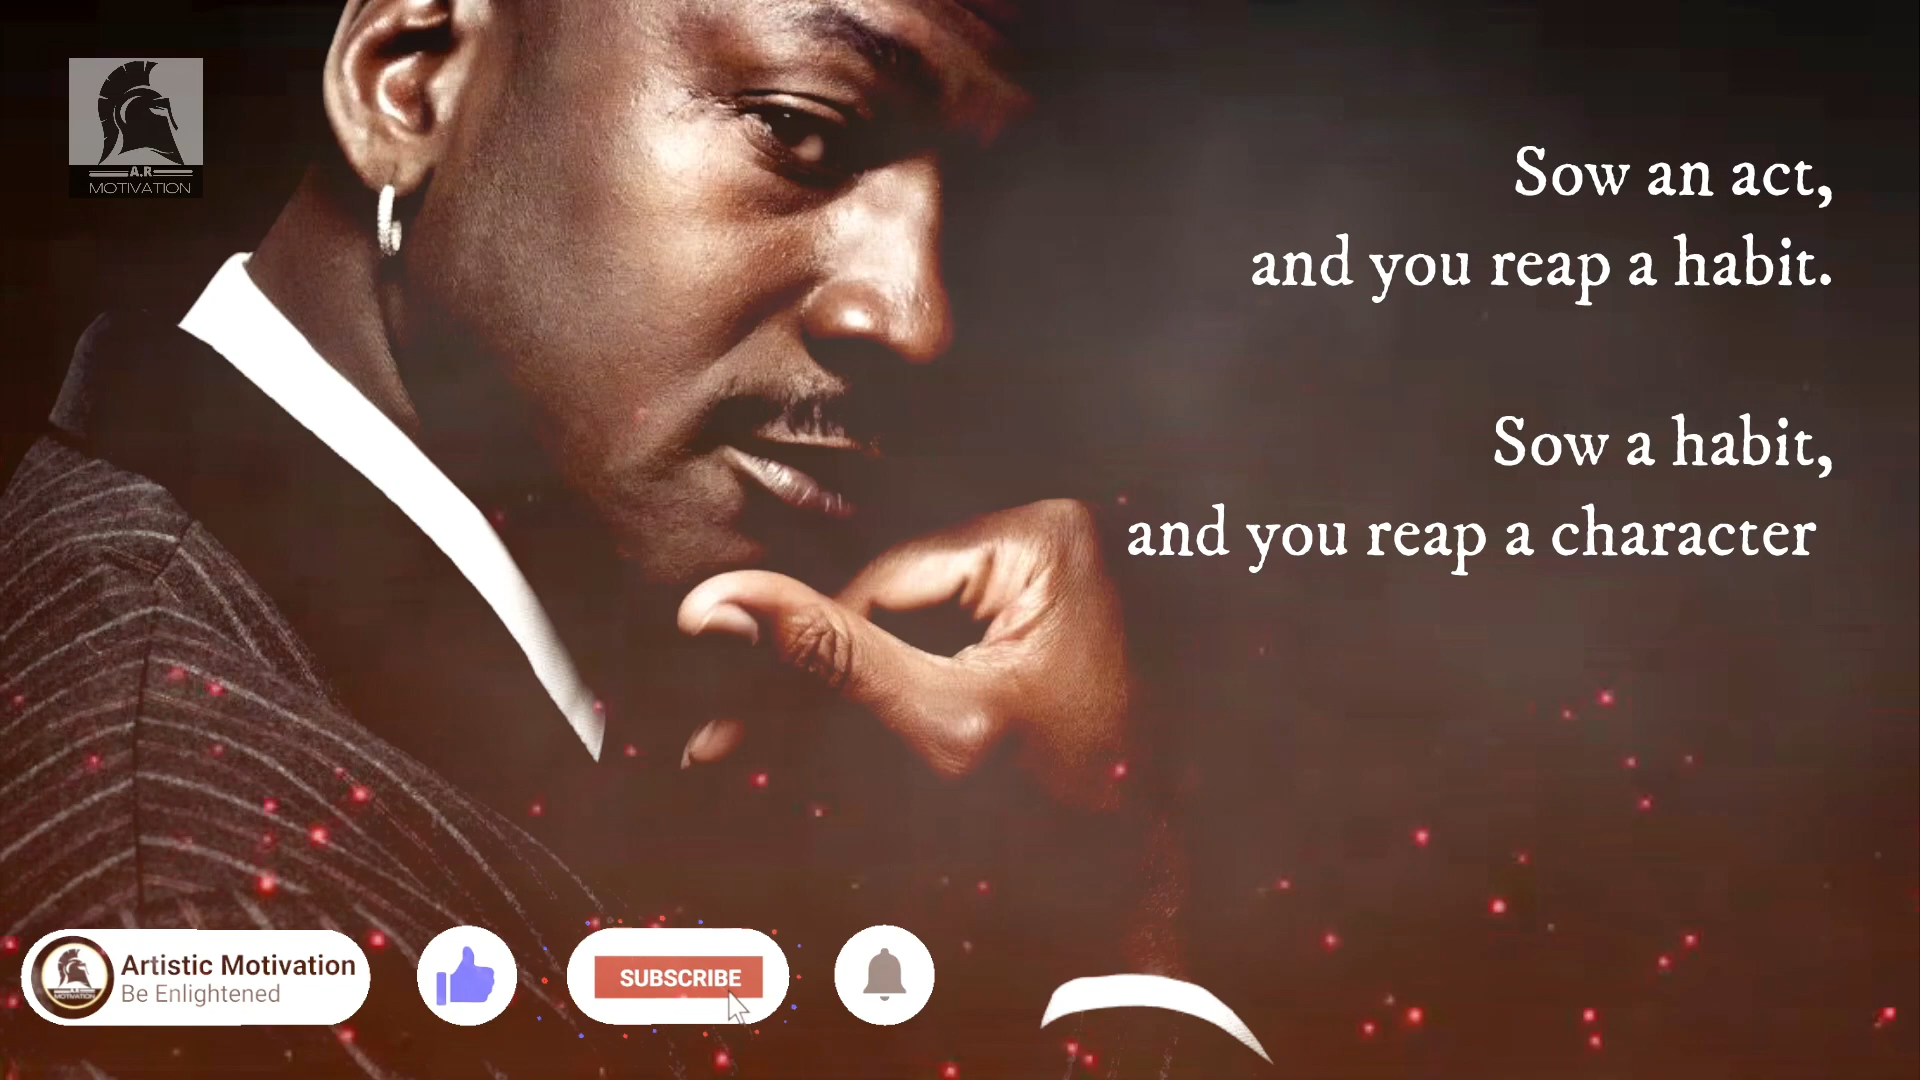 A.R
MOTIVATION
Sow an act,
and you reap a habit.
Sow a habit,
and you reap a character
Artistic Motivation
Be Enlightened
SUBSCRIBE